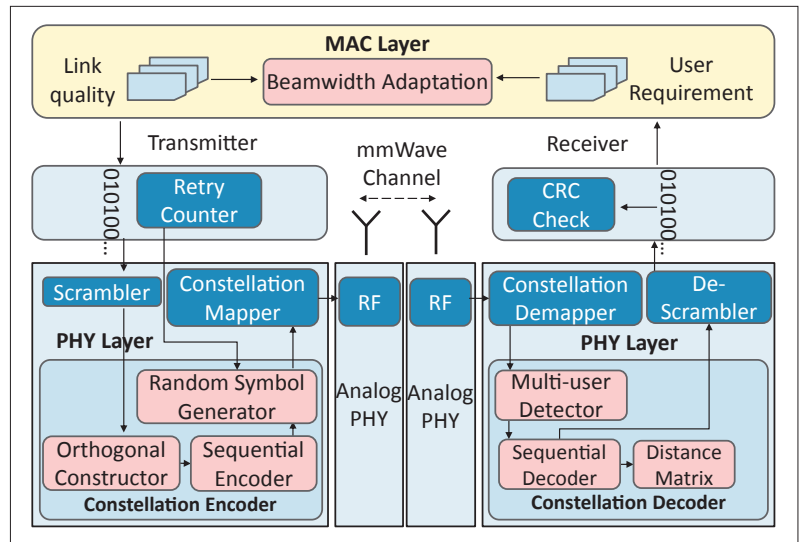 MAC Layer
Link
quality
Beamwidth Adaptation
User
Requirement
Transmitter
mmWave
Channel
Receiver
010100...
Retry
Counter
CRC
Check
010100...
Scrambler
Constellation
Mapper
RF
RF
Constellation
Demapper
De-
Scrambler
PHY Layer
PHY Layer
Random Symbol
Generator
Analog
PHY
Analog
PHY
Multi-user
Detector
Orthogonal
Constructor
Sequential
Encoder
Sequential
Decoder
Distance
Matrix
Constellation Encoder
Constellation Decoder